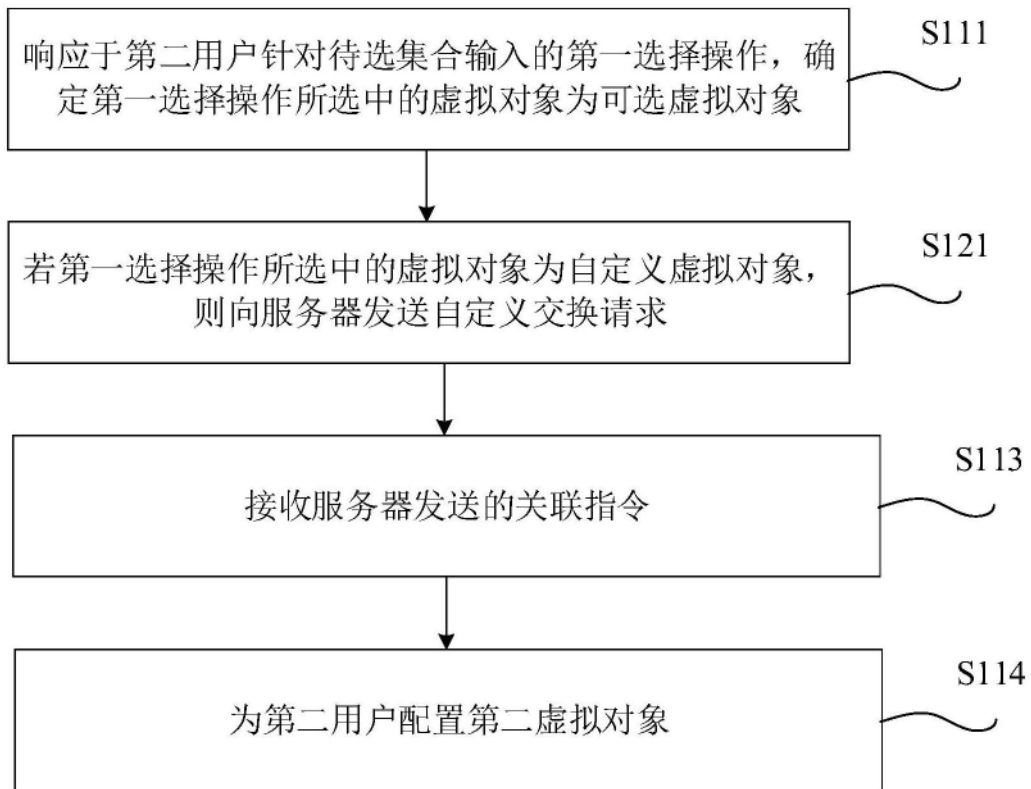 响应于第二用户针对待选集合输入的第一选择操作，确
定第一选择操作所选中的虚拟对象为可选虚拟对象
S111
若第一选择操作所选中的虚拟对象为自定义虚拟对象，
则向服务器发送自定义交换请求
S121
接收服务器发送的关联指令
S113
为第二用户配置第二虚拟对象
S114